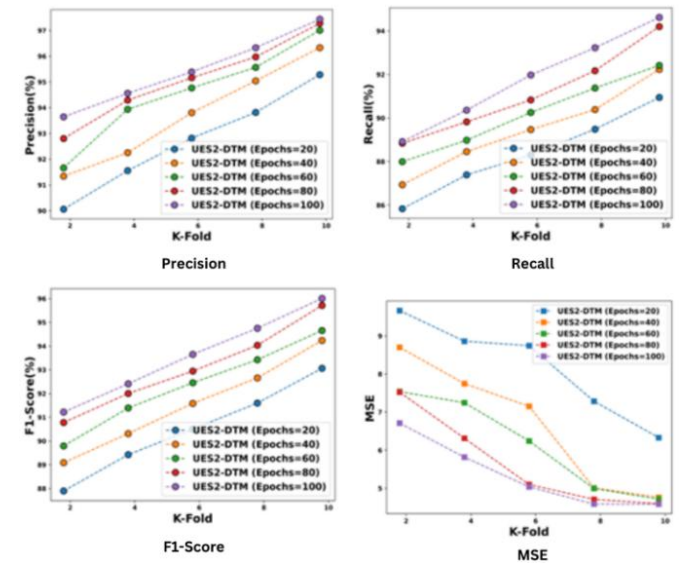 97
96
95
94
93
92
91
90
Precision(%)
UES2-DTM (Epochs=20)
UES2-DTM (Epochs=40)
UES2-DTM (Epochs=60)
UES2-DTM (Epochs=80)
UES2-DTM (Epochs=100)
2 4 6 8 10
K-Fold
Precision
94
92
90
88
86
Recall(%)
UES2-DTM (Epochs=20)
UES2-DTM (Epochs=40)
UES2-DTM (Epochs=60)
UES2-DTM (Epochs=80)
UES2-DTM (Epochs=100)
2 4 6 8 10
K-Fold
Recall
96
95
94
93
92
91
90
89
88
F1-Score(%)
UES2-DTM (Epochs=20)
UES2-DTM (Epochs=40)
UES2-DTM (Epochs=60)
UES2-DTM (Epochs=80)
UES2-DTM (Epochs=100)
2 4 6 8 10
K-Fold
F1-Score
9
8
7
6
5
MSE
UES2-DTM (Epochs=20)
UES2-DTM (Epochs=40)
UES2-DTM (Epochs=60)
UES2-DTM (Epochs=80)
UES2-DTM (Epochs=100)
2 4 6 8 10
K-Fold
MSE